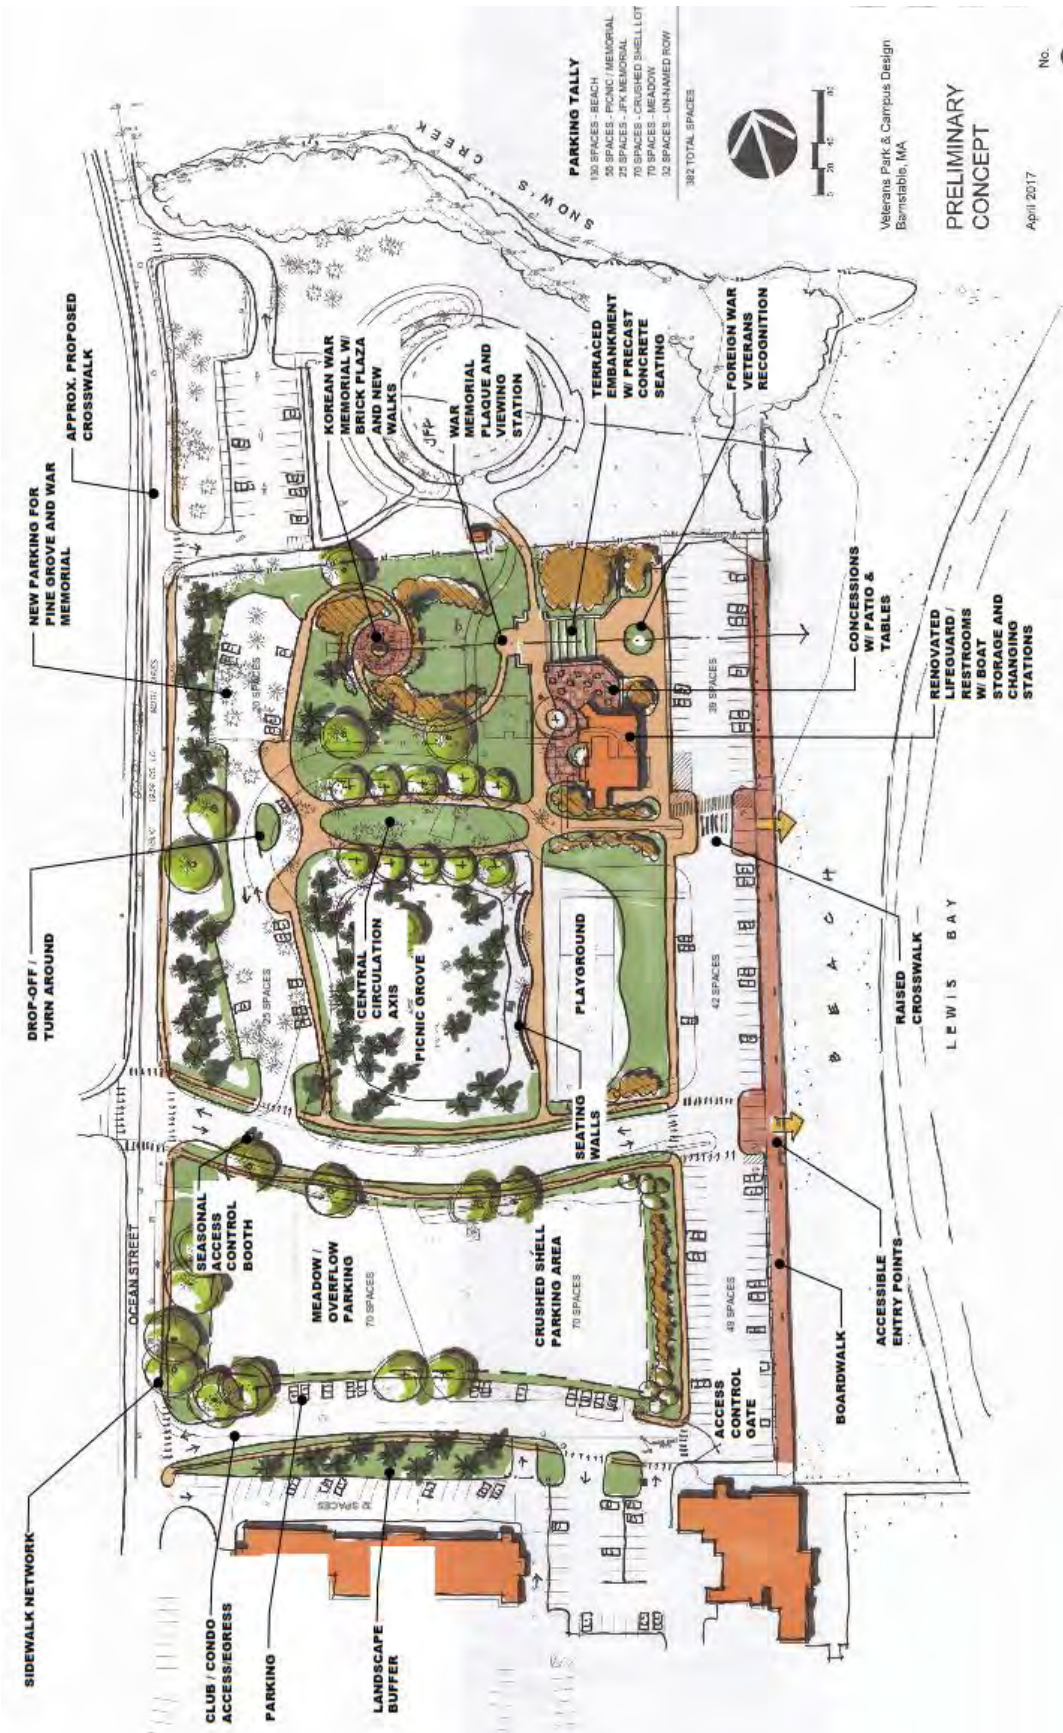 SIDEWALK NETWORK
CLUB / CONDO
ACCESS/EGRESS
PARKING
LANDSCAPE
BUFFER
OCEAN STREET
SEASONAL
ACCESS
CONTROL
BOOTH
MEADOW /
OVERFLOW
PARKING
70 SPACES
CRUSHED SHELL
PARKING AREA
70 SPACES
ACCESS
CONTROL
GATE
49 SPACES
BOARDWALK
ACCESSIBLE
ENTRY POINTS
DROP-OFF /
TURN AROUND
25 SPACES
CENTRAL
CIRCULATION
AXIS
PICNIC GROVE
SEATING
WALLS
PLAYGROUND
42 SPACES
BEACH
RAISED
CROSSWALK
LEWIS BAY
NEW PARKING FOR
PINE GROVE AND WAR
MEMORIAL
APPROX. PROPOSED
CROSSWALK
KOREAN WAR
MEMORIAL W/
BRICK PLAZA
AND NEW
WALKS
JFK
WAR
MEMORIAL
PLAQUE AND
VIEWING
STATION
TERRACED
EMBANKMENT
W/ PRECAST
CONCRETE
SEATING
FOREIGN WAR
VETERANS
RECOGNITION
39 SPACES
CONCESSIONS
W/ PATIO &
TABLES
RENOVATED
LIFEGUARD /
RESTROOMS
W/ BOAT
STORAGE AND
CHANGING
STATIONS
SNOW'S CREEK
PARKING TALLY
130 SPACES - BEACH
55 SPACES - PICNIC / MEMORIAL
25 SPACES - JFK MEMORIAL
70 SPACES - CRUSHED SHELL LOT
70 SPACES - MEADOW
32 SPACES - UN-NAMED ROW
382 TOTAL SPACES
Veterans Park & Campus Design
Barnstable, MA
PRELIMINARY
CONCEPT
April 2017
No.